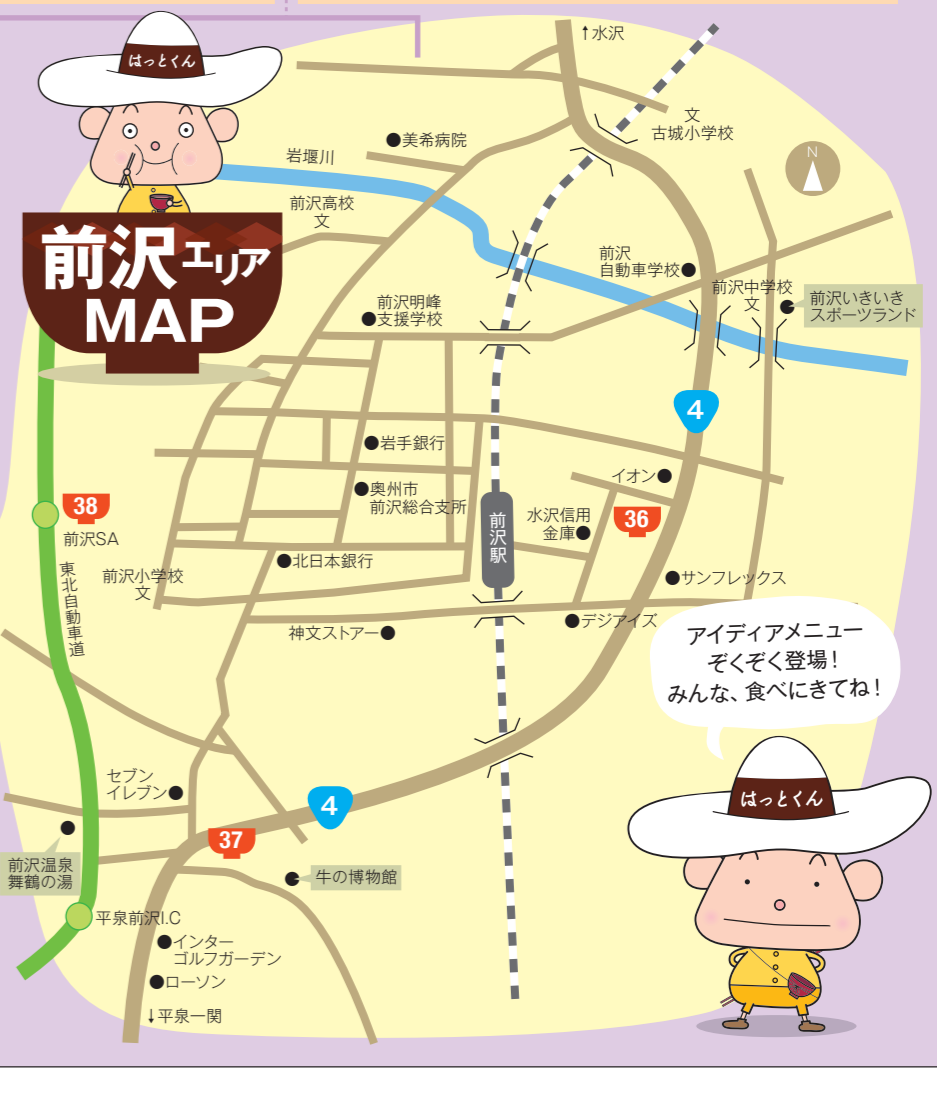 ↑水沢
はっとくん
文
古城小学校
●美希病院
岩堰川
N
前沢高校
文
前沢エリア
MAP
前沢
自動車学校●
前沢中学校
文
前沢いきいき
スポーツランド
前沢明峰
●支援学校
4
●岩手銀行
イオン●
●奥州市
前沢総合支所
38
前沢SA
前沢駅
水沢信用
金庫●
36
東北自動車道
●北日本銀行
前沢小学校
文
●サンフレックス
神文ストアー●
●デジアイズ
アイディアメニュー
ぞくぞく登場!
みんな、食べにきてね!
セブン
イレブン●
4
はっとくん
37
前沢温泉
舞鶴の湯
牛の博物館
平泉前沢I.C
●インター
ゴルフガーデン
●ローソン
↓平泉一関